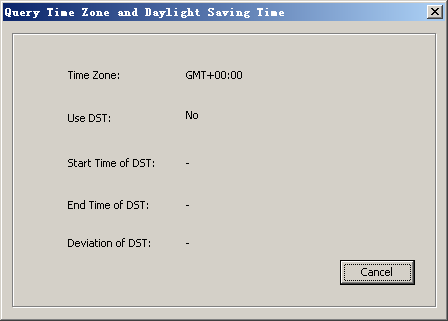 Query Time Zone and Daylight Saving Time
Time Zone: GMT+00:00
Use DST: No
Start Time of DST: -
End Time of DST: -
Deviation of DST: -
Cancel